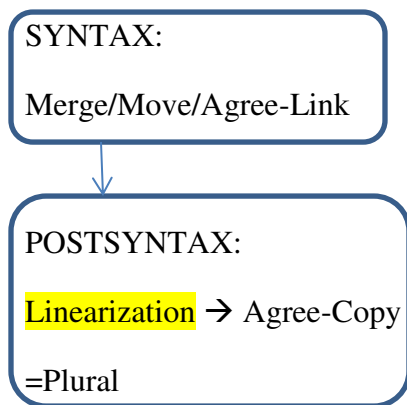 SYNTAX:
Merge/Move/Agree-Link
POSTSYNTAX:
Linearization → Agree-Copy
=Plural